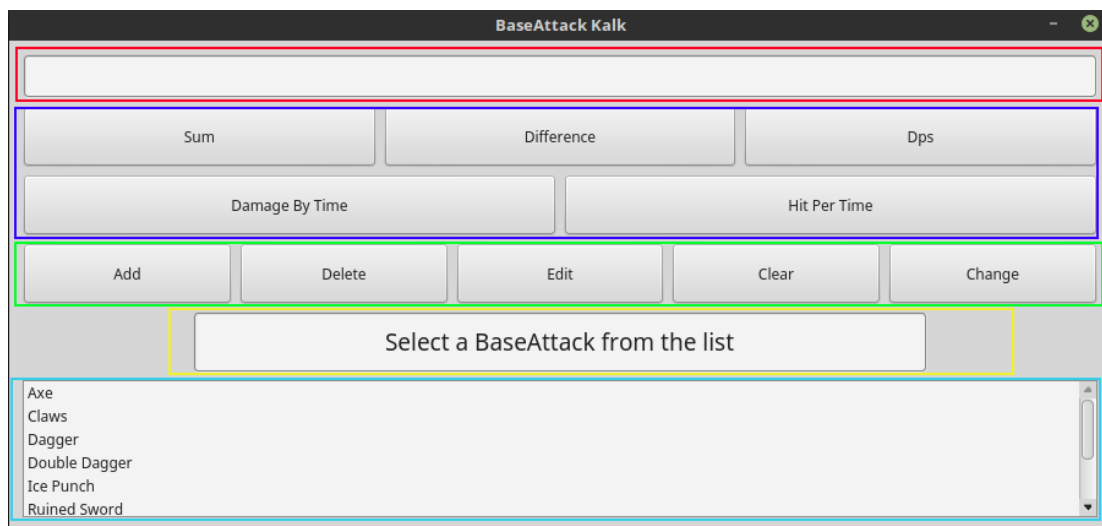 BaseAttack Kalk
Sum Difference Dps
Damage By Time Hit Per Time
Add Delete Edit Clear Change
Select a BaseAttack from the list
Axe
Claws
Dagger
Double Dagger
Ice Punch
Ruined Sword